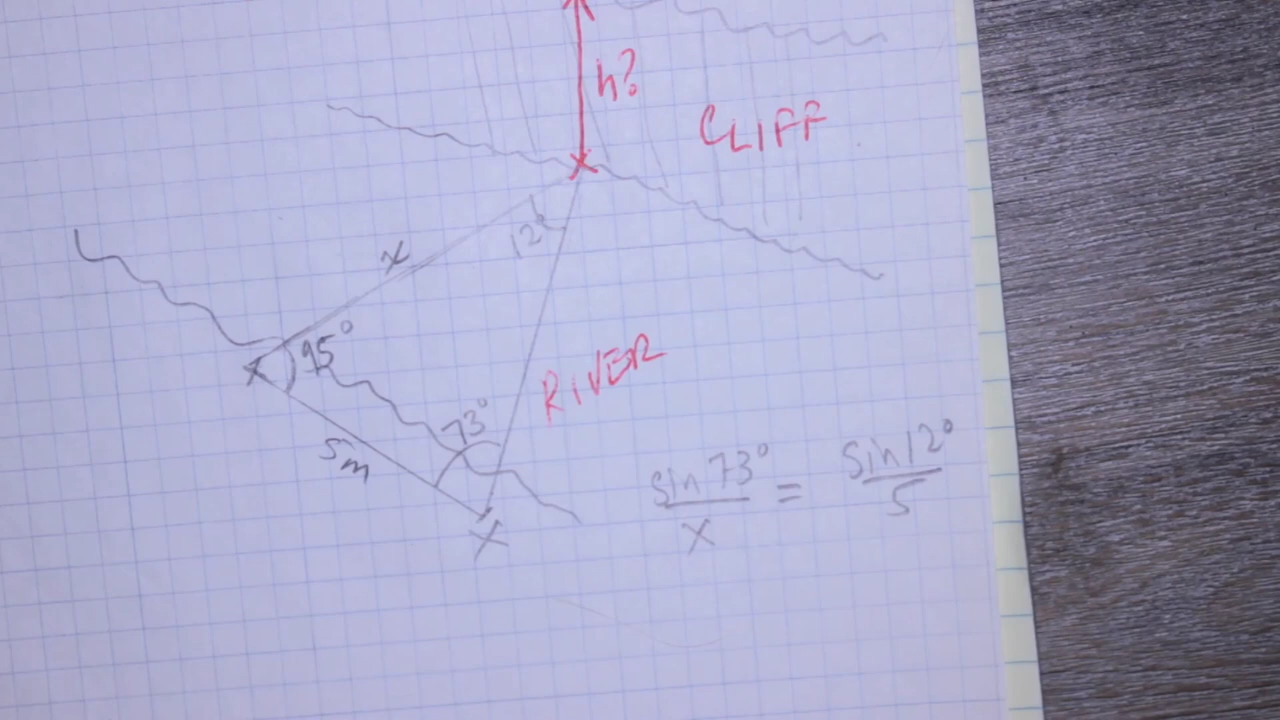 h?
CLIFF
12°
x
95°
RIVER
73°
5m
sin 73° / x = sin 12° / 5
x
x
x